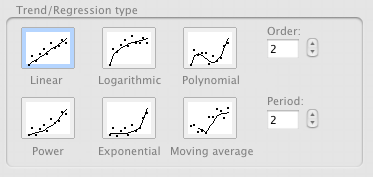 Trend/Regression type
Linear
Logarithmic
Polynomial
Order:
2
Power
Exponential
Moving average
Period:
2